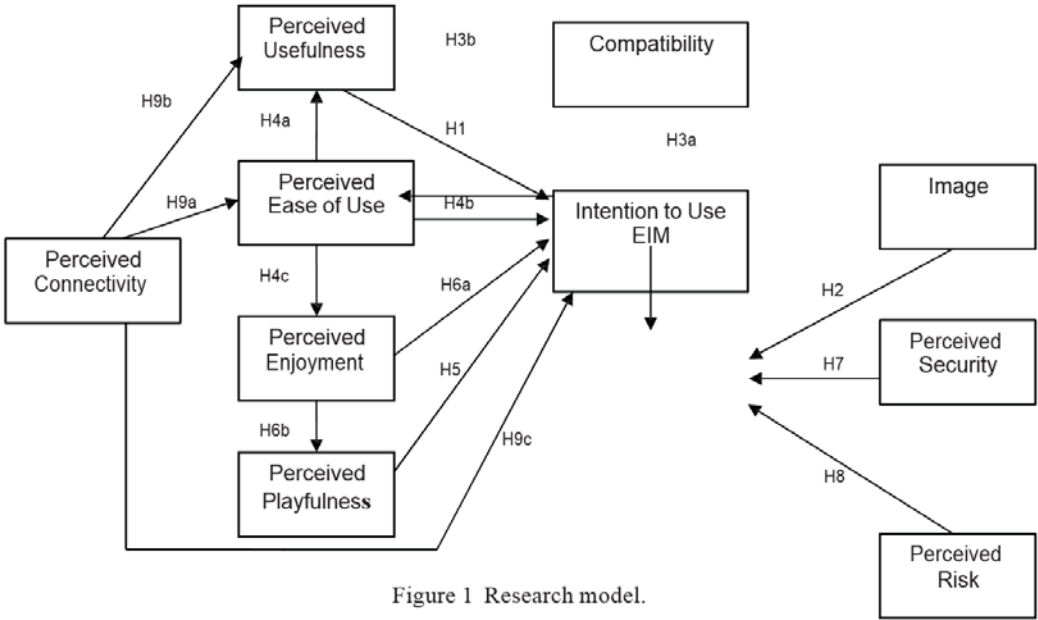 Perceived
Usefulness
H3b
Compatibility
H9b
H4a
H1
H3a
Perceived
Ease of Use
H9a
H4b
Intention to Use
EIM
Image
Perceived
Connectivity
H4c
H6a
H2
Perceived
Enjoyment
H5
H7
Perceived
Security
H6b
H9c
Perceived
Playfulness
H8
Perceived
Risk
Figure 1 Research model.